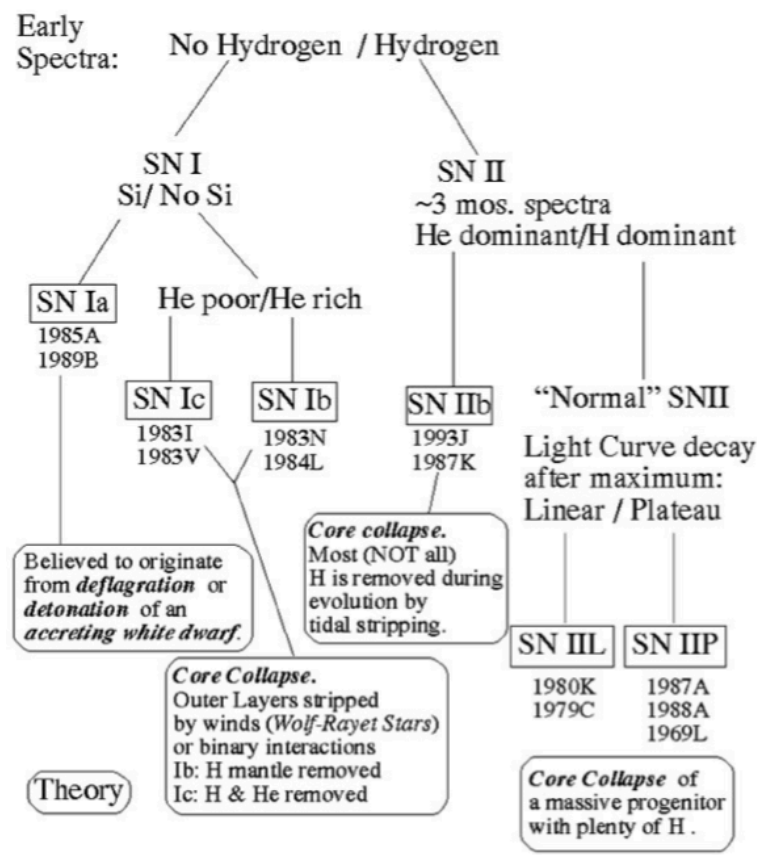 Early
Spectra:
No Hydrogen / Hydrogen
SN I
Si/ No Si
SN II
~3 mos. spectra
He dominant/H dominant
SN Ia
1985A
1989B
He poor/He rich
SN Ic
1983I
1983V
SN Ib
1983N
1984L
SN IIb
1993J
1987K
“Normal” SNII
Light Curve decay
after maximum:
Linear / Plateau
Believed to originate
from deflagration or
detonation of an
accreting white dwarf.
Core collapse.
Most (NOT all)
H is removed during
evolution by
tidal stripping.
SN IIL
1980K
1979C
SN IIP
1987A
1988A
1969L
Core Collapse.
Outer Layers stripped
by winds (Wolf-Rayet Stars)
or binary interactions
Ib: H mantle removed
Ic: H & He removed
Core Collapse of
a massive progenitor
with plenty of H .
Theory